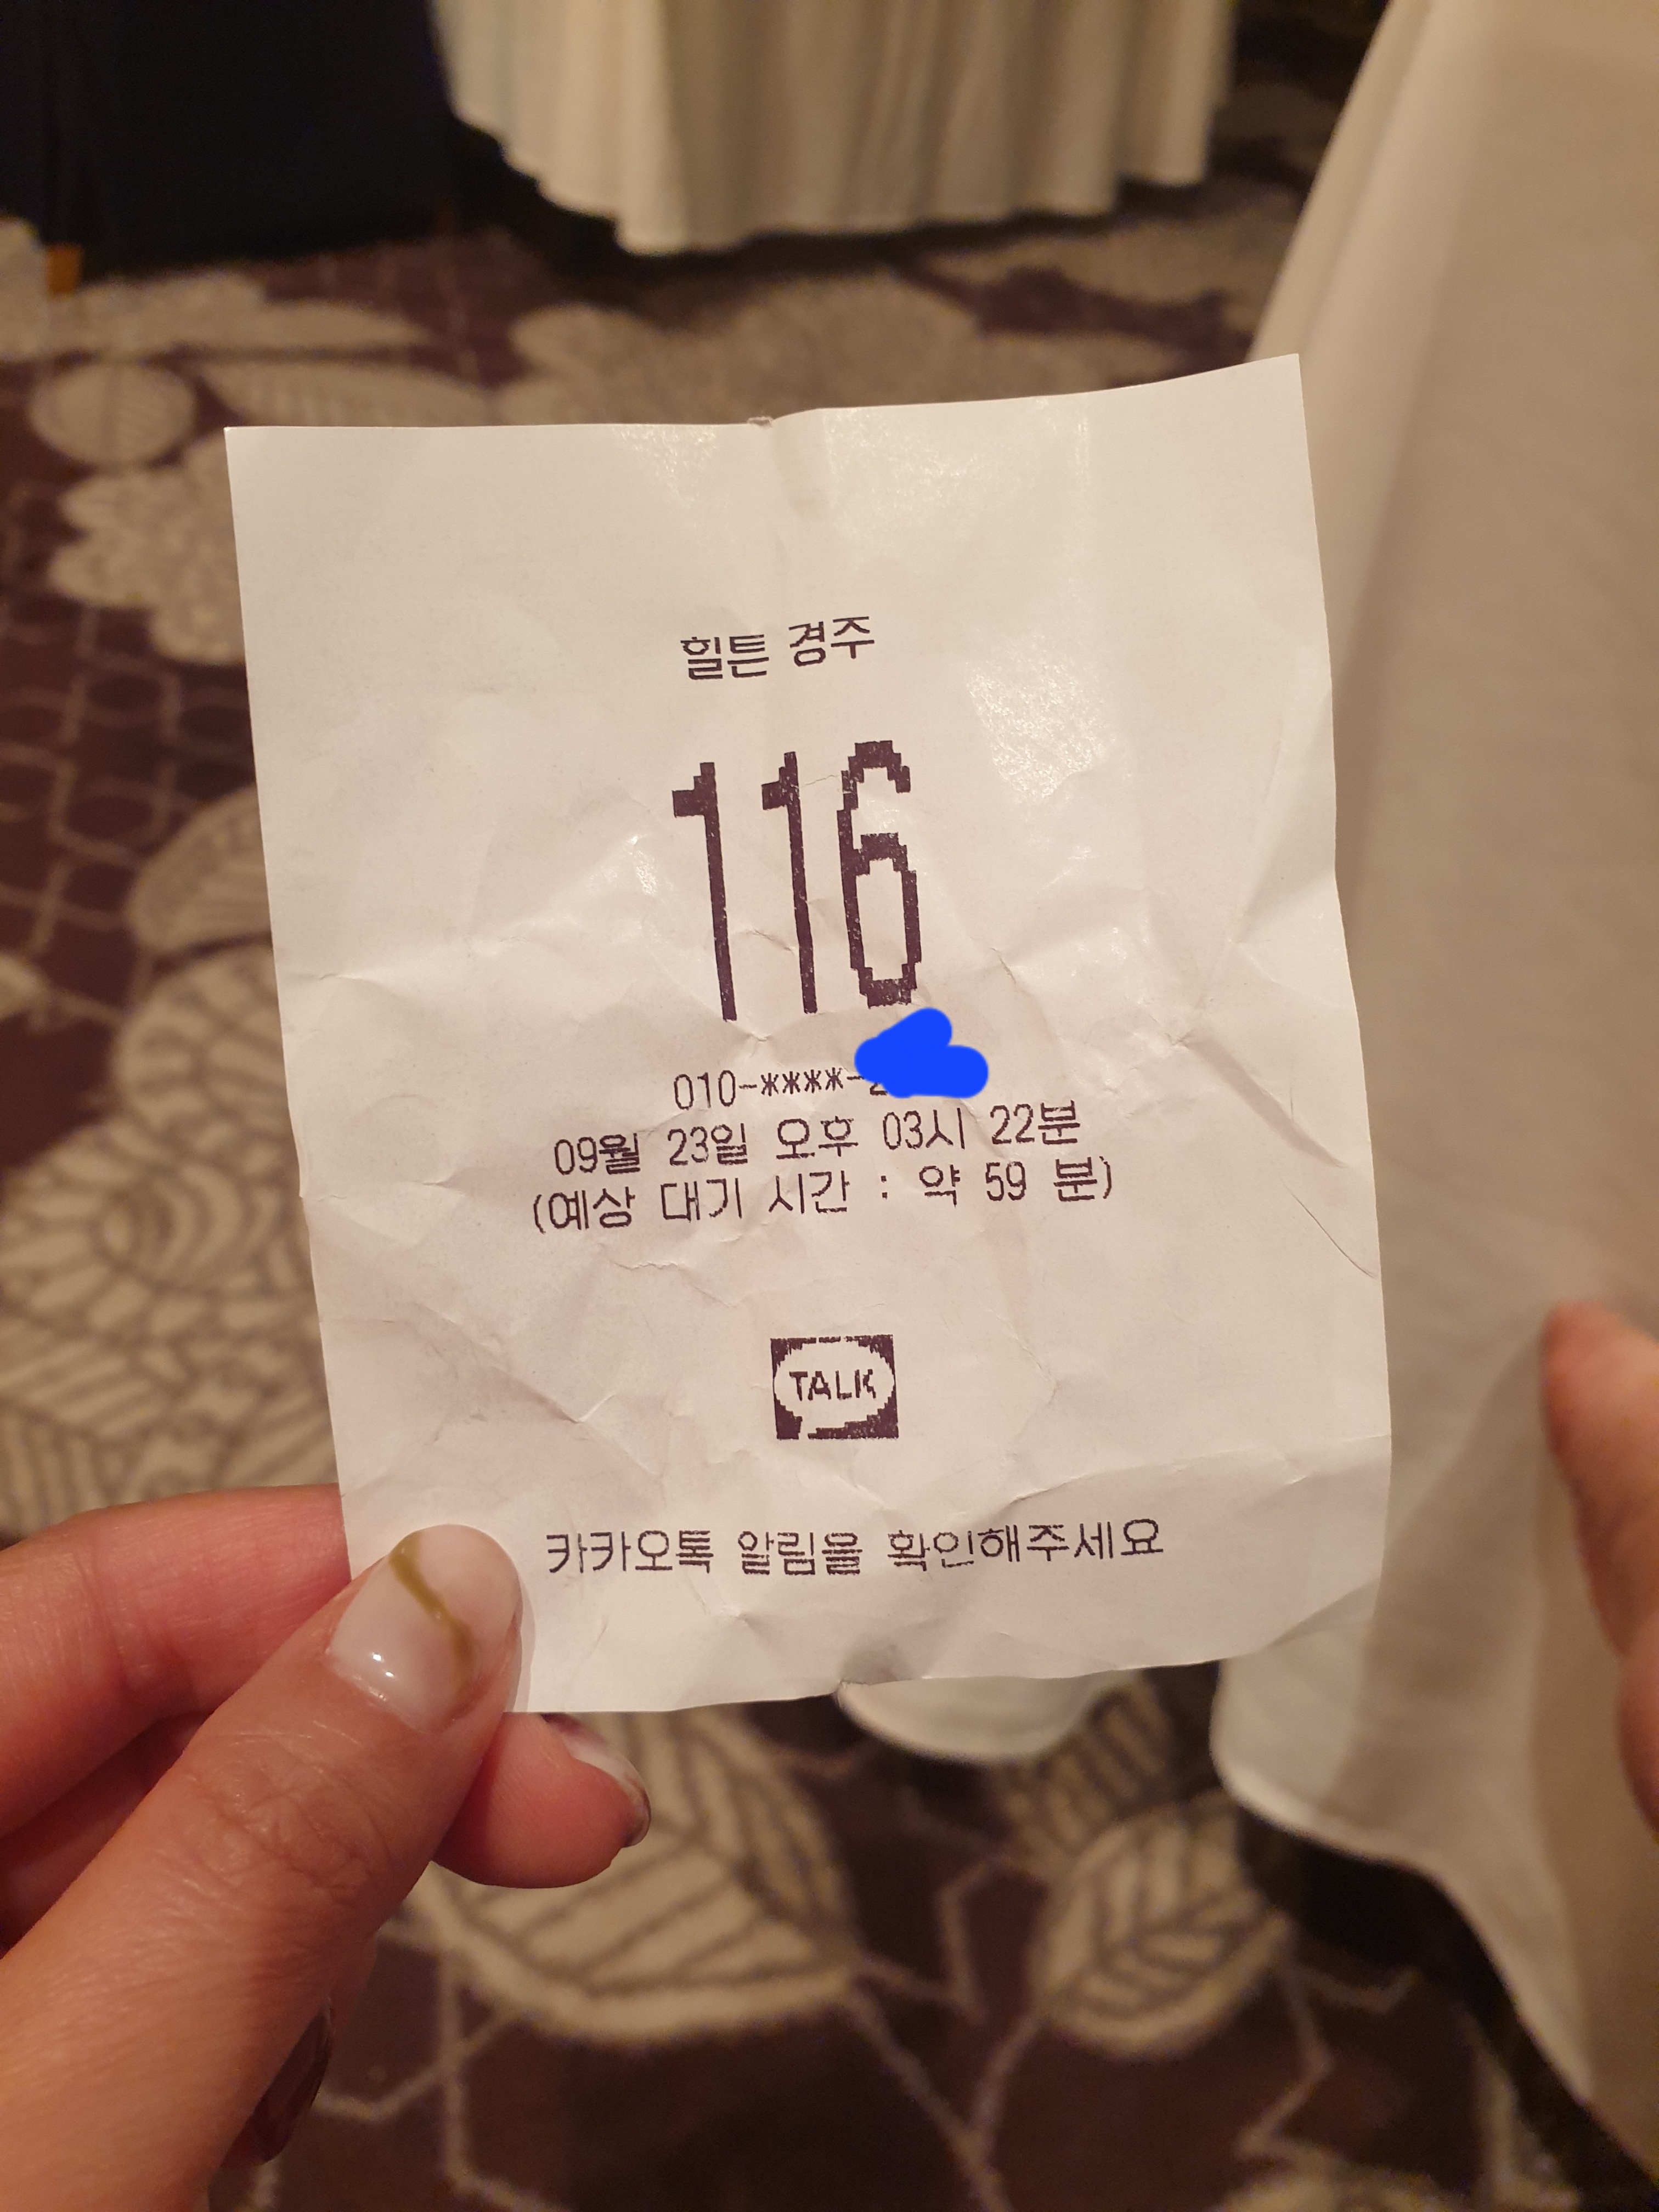 힐튼 경주
116
010-****-
09월 23일 오후 03시 22분
(예상 대기 시간 : 약 59 분)
TALK
카카오톡 알림을 확인해주세요